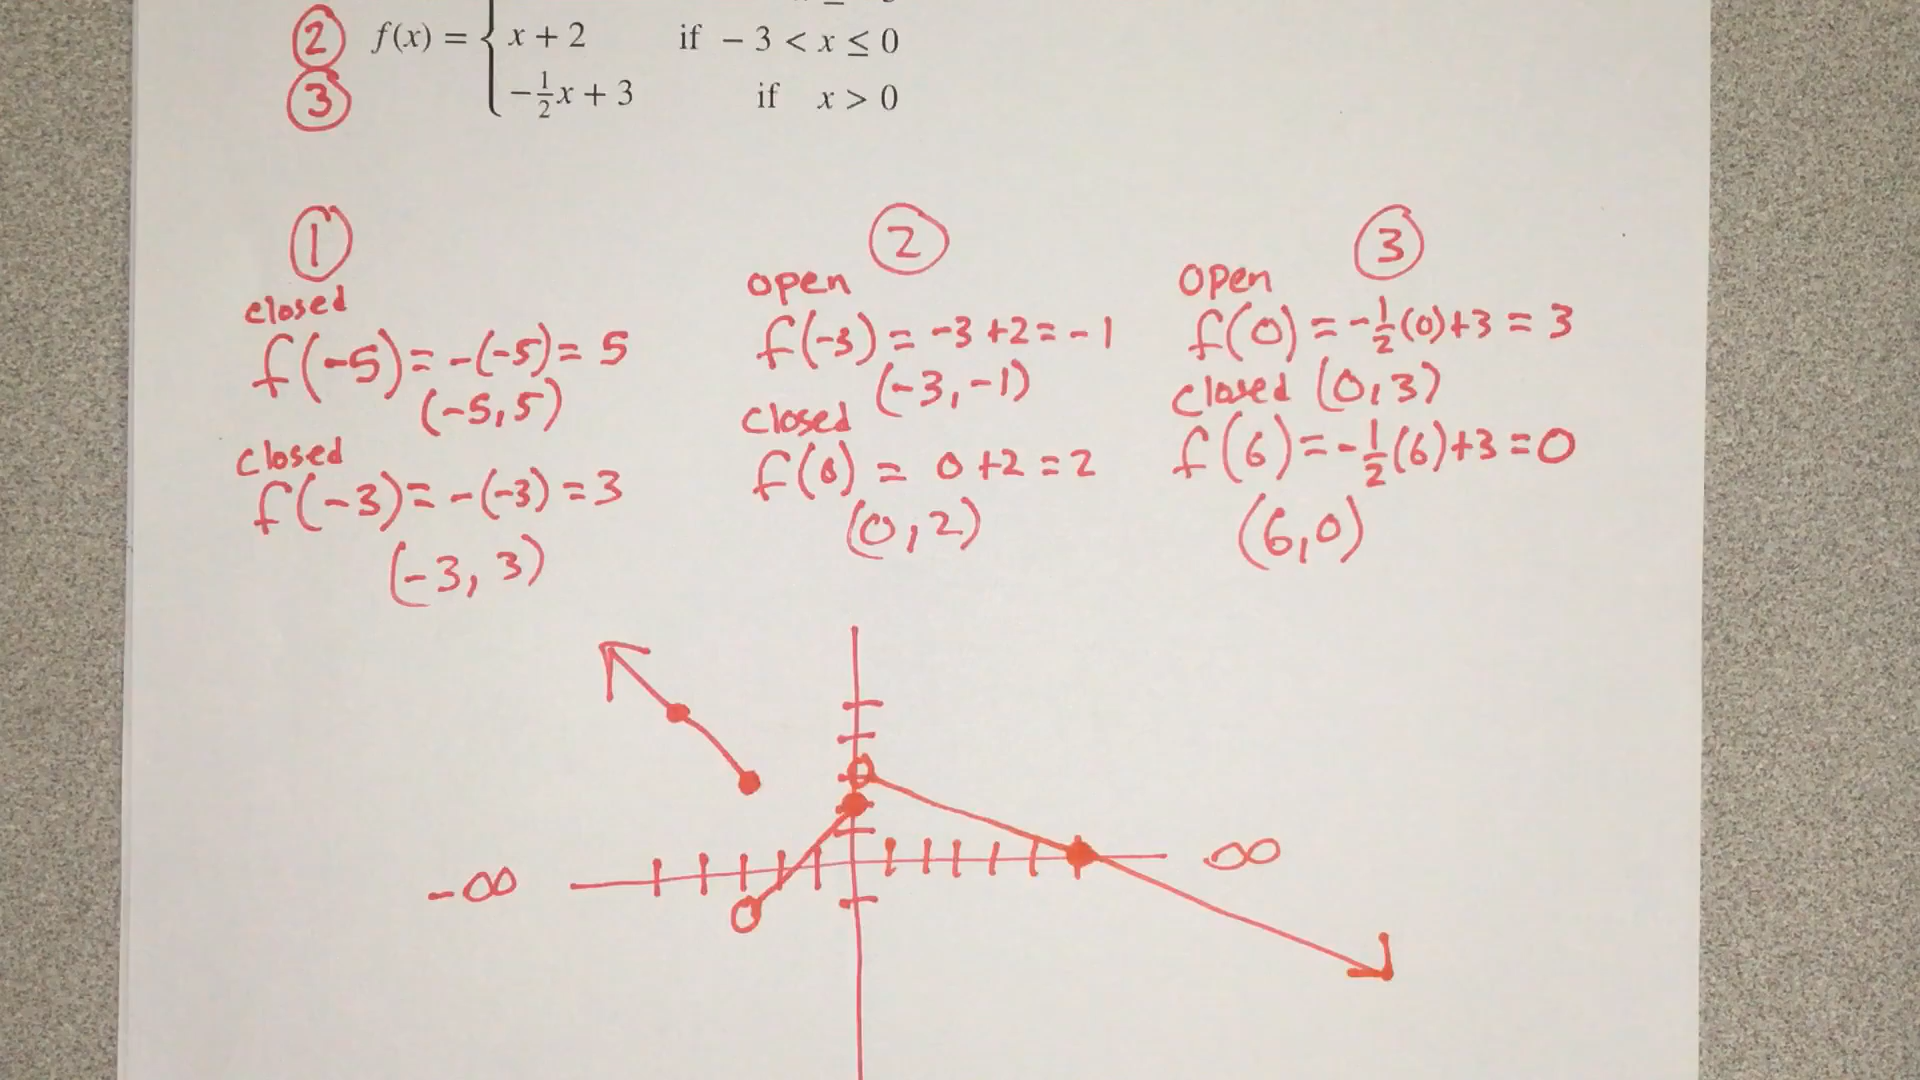 ② f(x) = { x + 2 if − 3 < x ≤ 0
③ −½x + 3 if x > 0
① ② ③
closed
f(-5) = -(-5) = 5
(-5, 5)
closed
f(-3) = -(-3) = 3
(-3, 3)
open
f(-3) = -3 + 2 = -1
(-3, -1)
closed
f(0) = 0 + 2 = 2
(0, 2)
open
f(0) = -½(0) + 3 = 3
closed (0, 3)
f(6) = -½(6) + 3 = 0
(6, 0)
-∞ ∞